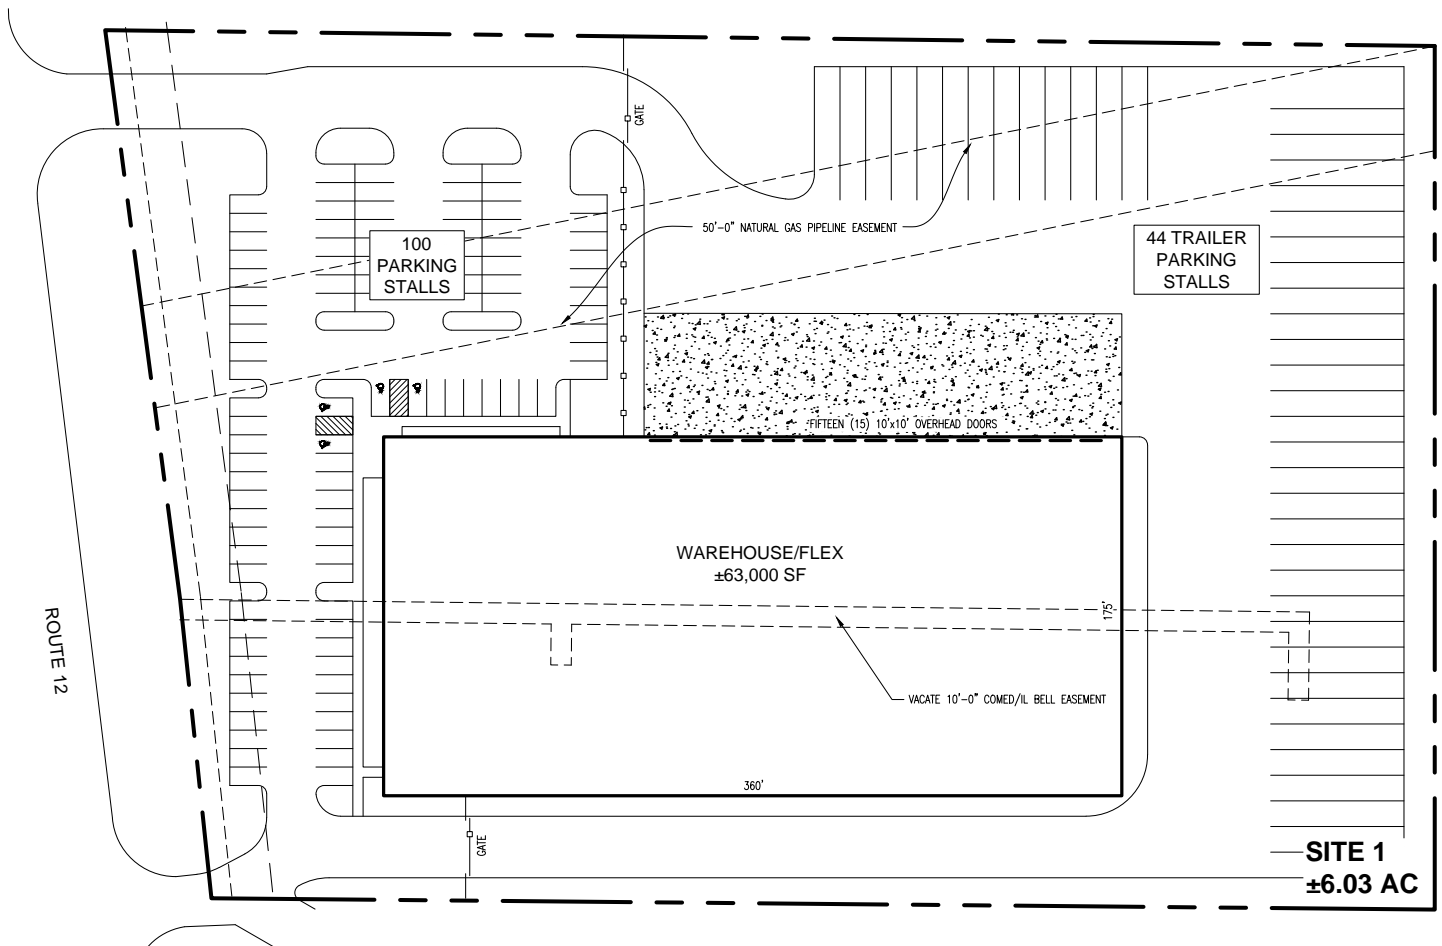 GATE
50'-0" NATURAL GAS PIPELINE EASEMENT
100
PARKING
STALLS
44 TRAILER
PARKING
STALLS
FIFTEEN (15) 10'x10' OVERHEAD DOORS
WAREHOUSE/FLEX
±63,000 SF
175'
ROUTE 12
VACATE 10'-0" COMED/IL BELL EASEMENT
360'
GATE
SITE 1
±6.03 AC